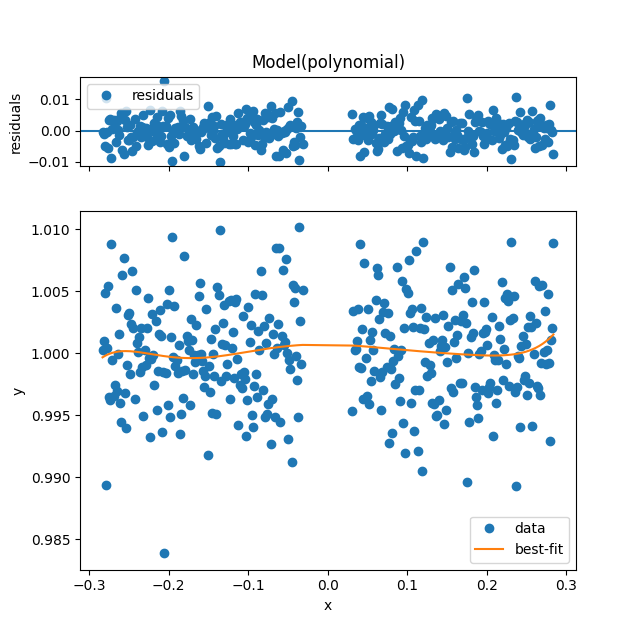 Model(polynomial)
residuals
0.01
0.00
−0.01
residuals
y
1.010
1.005
1.000
0.995
0.990
0.985
data
best-fit
−0.3 −0.2 −0.1 0.0 0.1 0.2 0.3
x